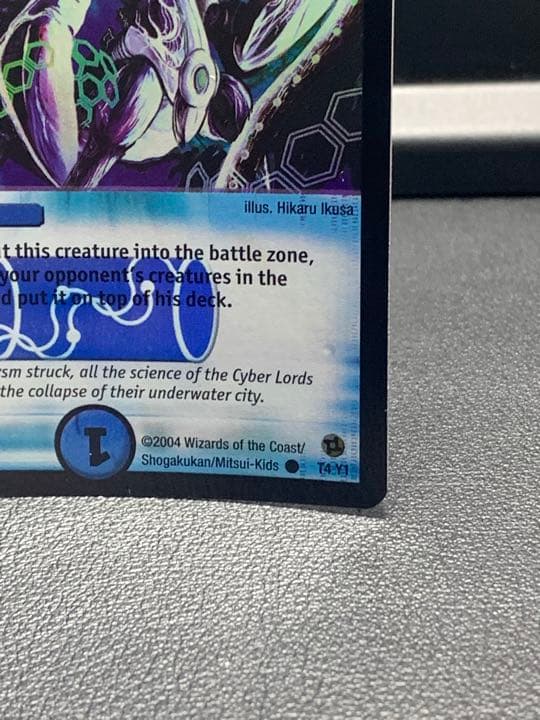 illus. Hikaru Ikusa
t this creature into the battle zone,
your opponent's creatures in the
d put it on top of his deck.
sm struck, all the science of the Cyber Lords
the collapse of their underwater city.
1
©2004 Wizards of the Coast/
Shogakukan/Mitsui-Kids
T4:Y1